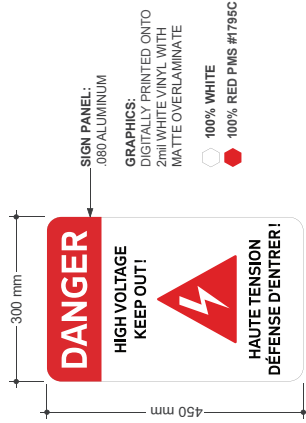 300 mm
450 mm
DANGER
HIGH VOLTAGE
KEEP OUT!
HAUTE TENSION
DÉFENSE D'ENTRER!
SIGN PANEL:
.080 ALUMINUM
GRAPHICS:
DIGITALLY PRINTED ONTO
2mil WHITE VINYL WITH
MATTE OVERLAMINATE
100% WHITE
100% RED PMS #1795C